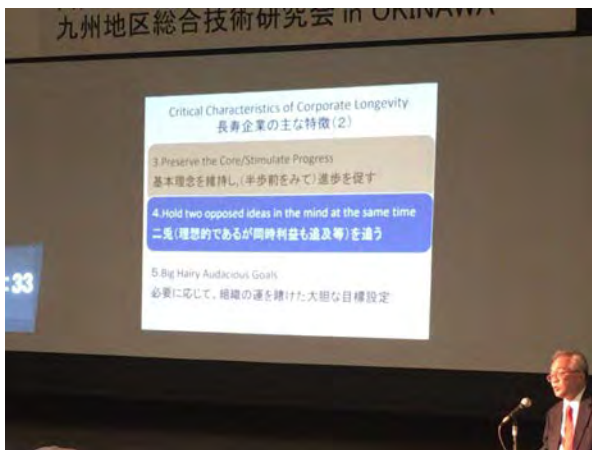 九州地区総合技術研究会 in OKINAWA
Critical Characteristics of Corporate Longevity
長寿企業の主な特徴(2)
3.Preserve the Core/Stimulate Progress
基本理念を維持し,(半歩前をみて)進歩を促す
4.Hold two opposed ideas in the mind at the same time
二兎(理想的であるが同時利益も追及等)を追う
5.Big Hairy Audacious Goals
必要に応じて、組織の運を賭けた大胆な目標設定
:33